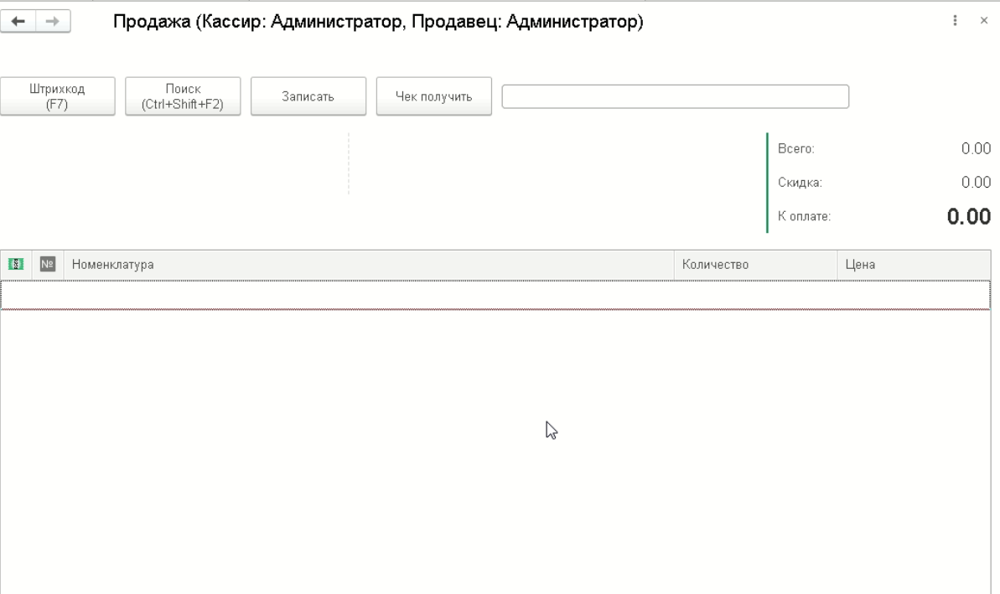 Продажа (Кассир: Администратор, Продавец: Администратор)
Штрихкод
(F7)
Поиск
(Ctrl+Shift+F2)
Записать
Чек получить
Всего: 0.00
Скидка: 0.00
К оплате: 0.00
№ Номенклатура Количество Цена